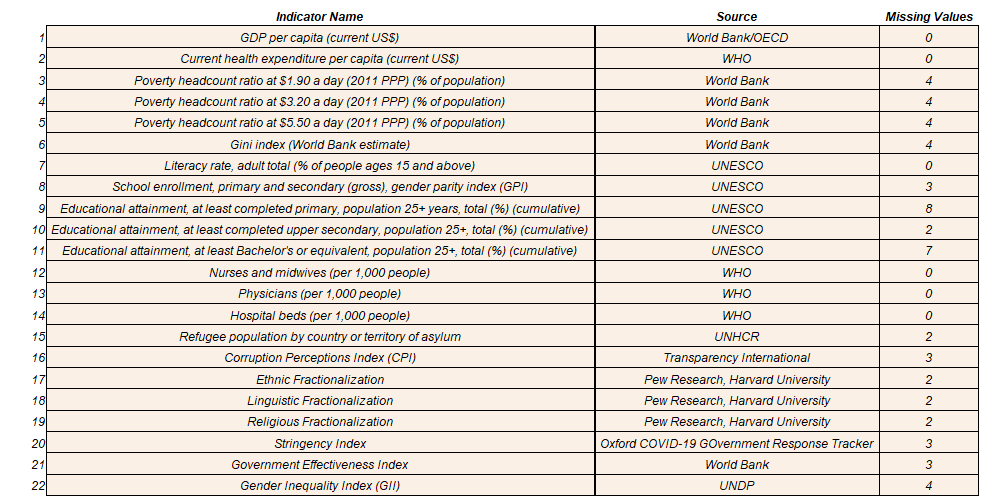 Indicator Name Source Missing Values
1 GDP per capita (current US$) World Bank/OECD 0
2 Current health expenditure per capita (current US$) WHO 0
3 Poverty headcount ratio at $1.90 a day (2011 PPP) (% of population) World Bank 4
4 Poverty headcount ratio at $3.20 a day (2011 PPP) (% of population) World Bank 4
5 Poverty headcount ratio at $5.50 a day (2011 PPP) (% of population) World Bank 4
6 Gini index (World Bank estimate) World Bank 4
7 Literacy rate, adult total (% of people ages 15 and above) UNESCO 0
8 School enrollment, primary and secondary (gross), gender parity index (GPI) UNESCO 3
9 Educational attainment, at least completed primary, population 25+ years, total (%) (cumulative) UNESCO 8
10 Educational attainment, at least completed upper secondary, population 25+, total (%) (cumulative) UNESCO 2
11 Educational attainment, at least Bachelor's or equivalent, population 25+, total (%) (cumulative) UNESCO 7
12 Nurses and midwives (per 1,000 people) WHO 0
13 Physicians (per 1,000 people) WHO 0
14 Hospital beds (per 1,000 people) WHO 0
15 Refugee population by country or territory of asylum UNHCR 2
16 Corruption Perceptions Index (CPI) Transparency International 3
17 Ethnic Fractionalization Pew Research, Harvard University 2
18 Linguistic Fractionalization Pew Research, Harvard University 2
19 Religious Fractionalization Pew Research, Harvard University 2
20 Stringency Index Oxford COVID-19 GOvernment Response Tracker 3
21 Government Effectiveness Index World Bank 3
22 Gender Inequality Index (GII) UNDP 4